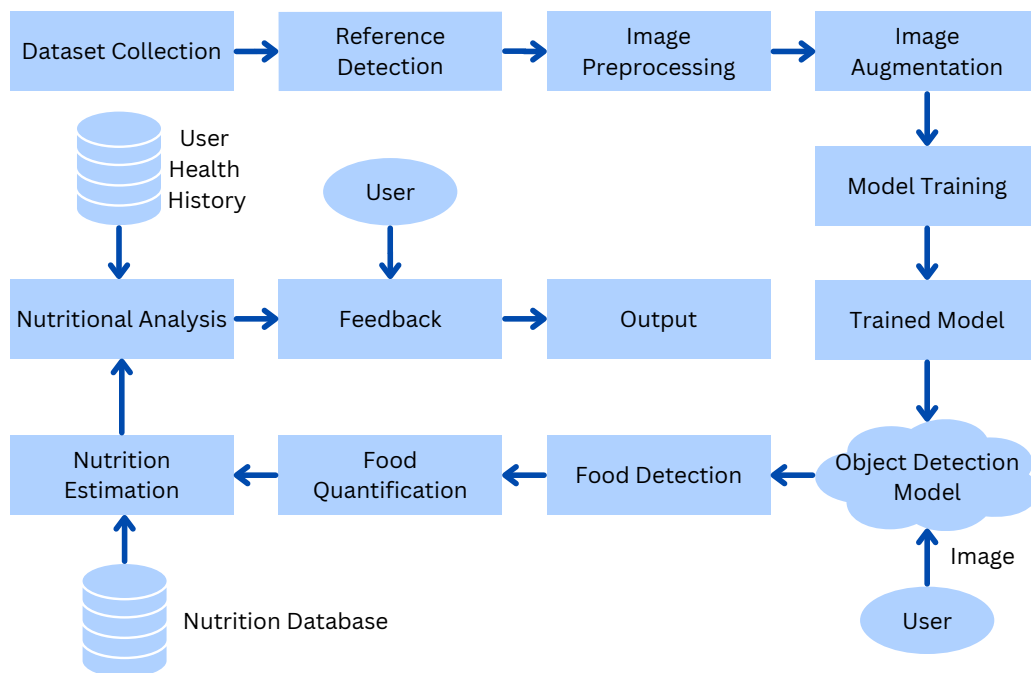 Dataset Collection
Reference
Detection
Image
Preprocessing
Image
Augmentation
User
Health
History
User
Model Training
Nutritional Analysis
Feedback
Output
Trained Model
Nutrition
Estimation
Food
Quantification
Food Detection
Object Detection
Model
Image
Nutrition Database
User